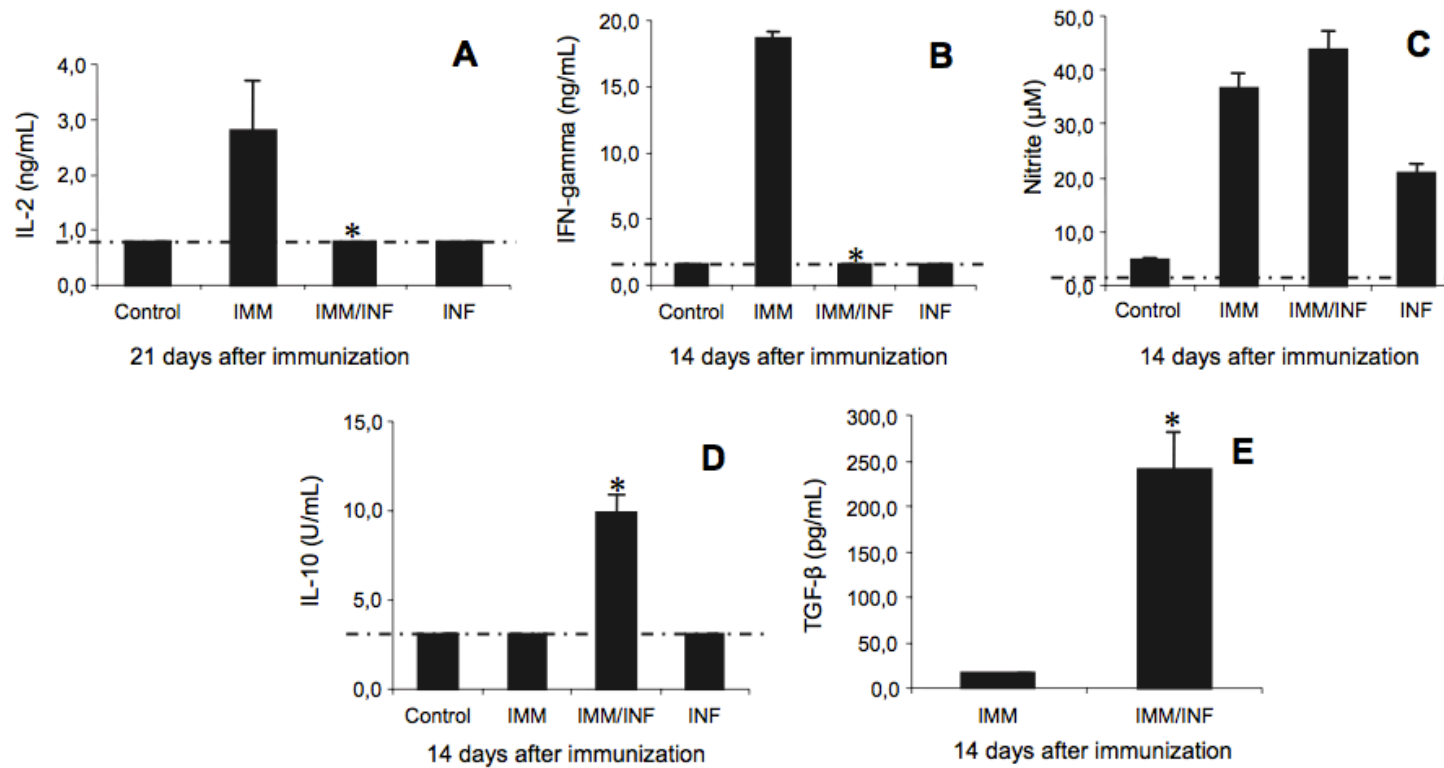 A
IL-2 (ng/mL)
4,0
3,0
2,0
1,0
0,0
*
Control IMM IMM/INF INF
21 days after immunization
B
IFN-gamma (ng/mL)
20,0
15,0
10,0
5,0
0,0
*
Control IMM IMM/INF INF
14 days after immunization
C
Nitrite (µM)
50,0
40,0
30,0
20,0
10,0
0,0
Control IMM IMM/INF INF
14 days after immunization
D
IL-10 (U/mL)
15,0
10,0
5,0
0,0
*
Control IMM IMM/INF INF
14 days after immunization
E
TGF-β (pg/mL)
300,0
250,0
200,0
150,0
100,0
50,0
0,0
*
IMM IMM/INF
14 days after immunization